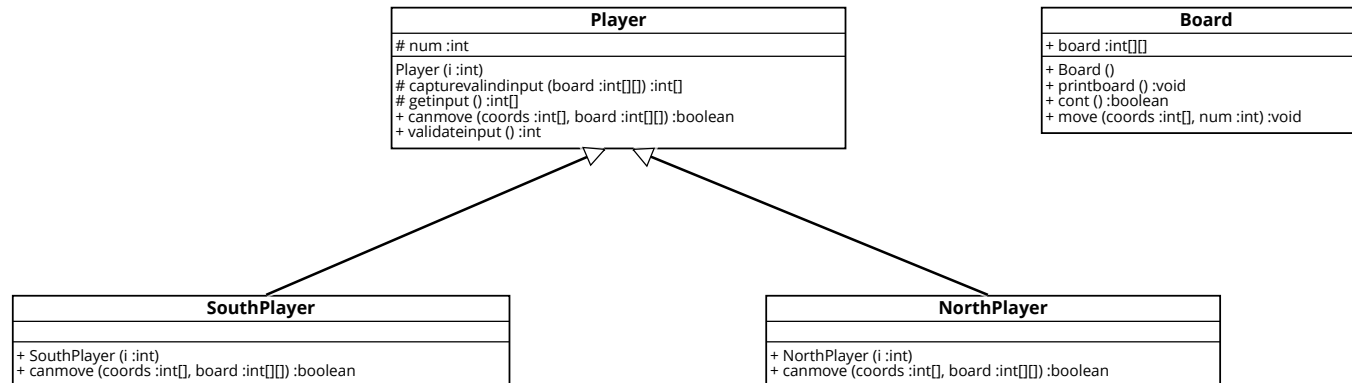 Player
# num :int
Player (i :int)
# capturevalindinput (board :int[][]) :int[]
# getinput () :int[]
+ canmove (coords :int[], board :int[][]) :boolean
+ validateinput () :int
Board
+ board :int[][]
+ Board ()
+ printboard () :void
+ cont () :boolean
+ move (coords :int[], num :int) :void
SouthPlayer
+ SouthPlayer (i :int)
+ canmove (coords :int[], board :int[][]) :boolean
NorthPlayer
+ NorthPlayer (i :int)
+ canmove (coords :int[], board :int[][]) :boolean